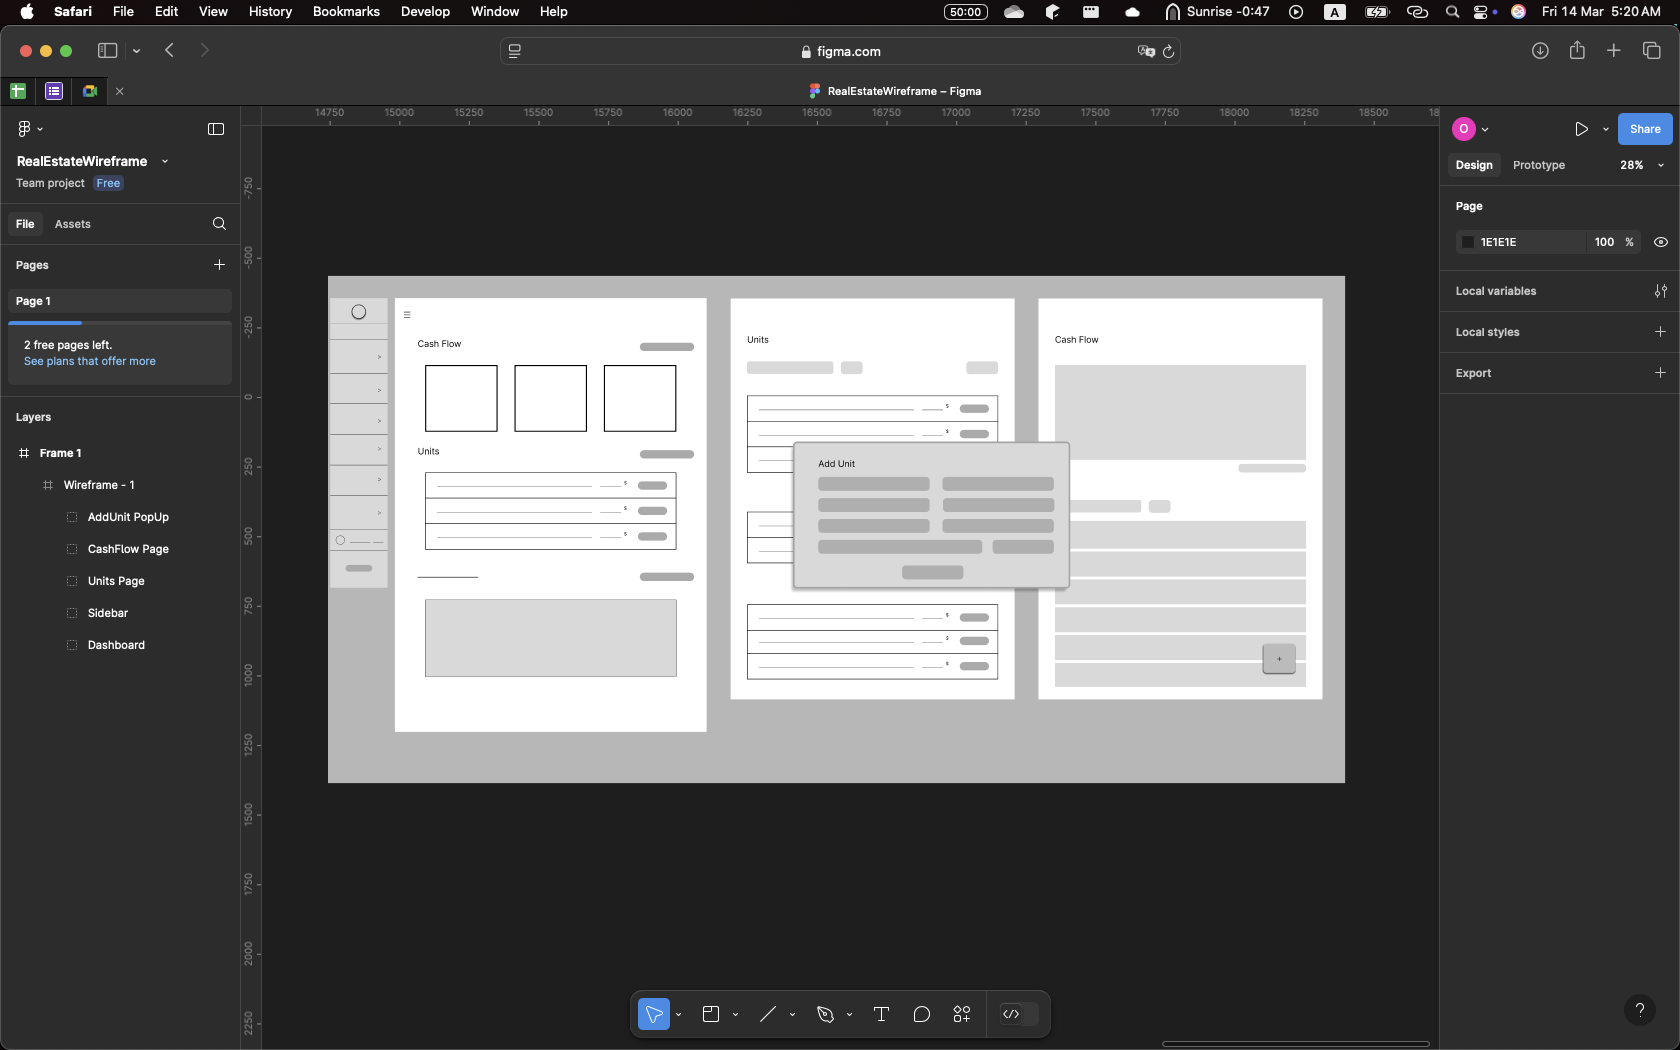 Safari File Edit View History Bookmarks Develop Window Help
50:00
Sunrise -0:47
A
Fri 14 Mar 5:20 AM
figma.com
RealEstateWireframe – Figma
RealEstateWireframe
Team project Free
File Assets
Pages
Page 1
2 free pages left.
See plans that offer more
Layers
Frame 1
Wireframe - 1
AddUnit PopUp
CashFlow Page
Units Page
Sidebar
Dashboard
14750 15000 15250 15500 15750 16000 16250 16500 16750 17000 17250 17500 17750 18000 18250 18500
-750
-500
-250
0
250
500
750
1000
1250
1500
1750
2000
2250
Cash Flow
Units
$
$
$
Units
$
$
Add Unit
$
$
$
Cash Flow
+
O
Share
Design Prototype 28%
Page
1E1E1E 100 %
Local variables
Local styles
Export
?